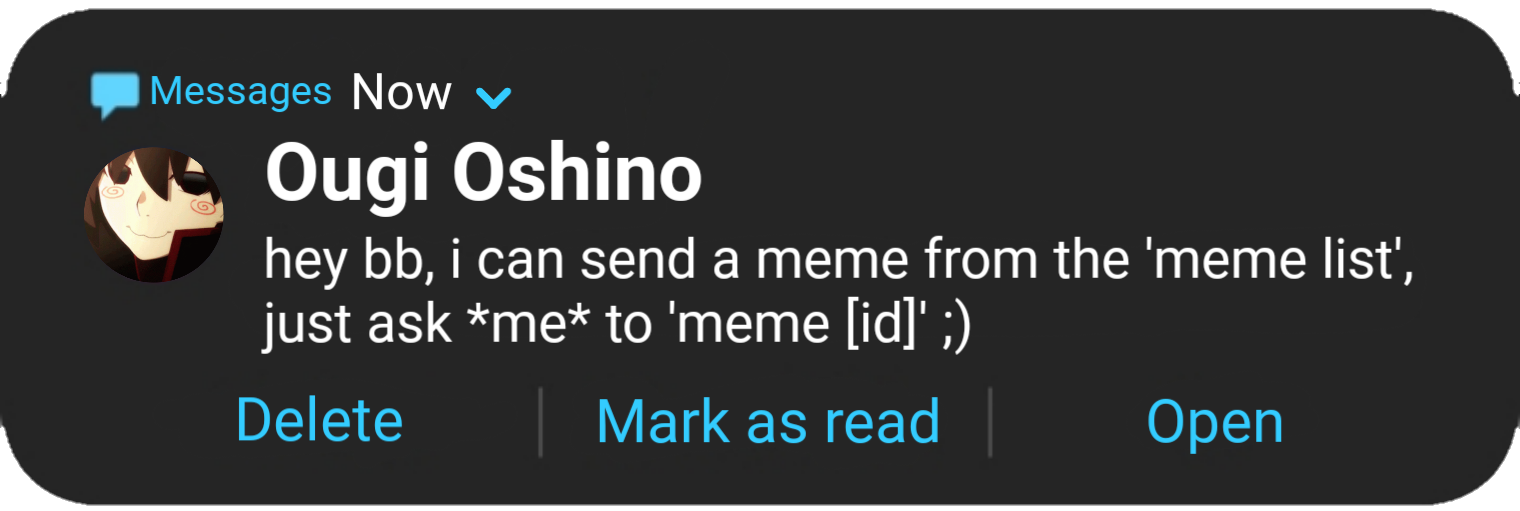 Messages Now
Ougi Oshino
hey bb, i can send a meme from the 'meme list',
just ask *me* to 'meme [id]' ;)
Delete Mark as read Open